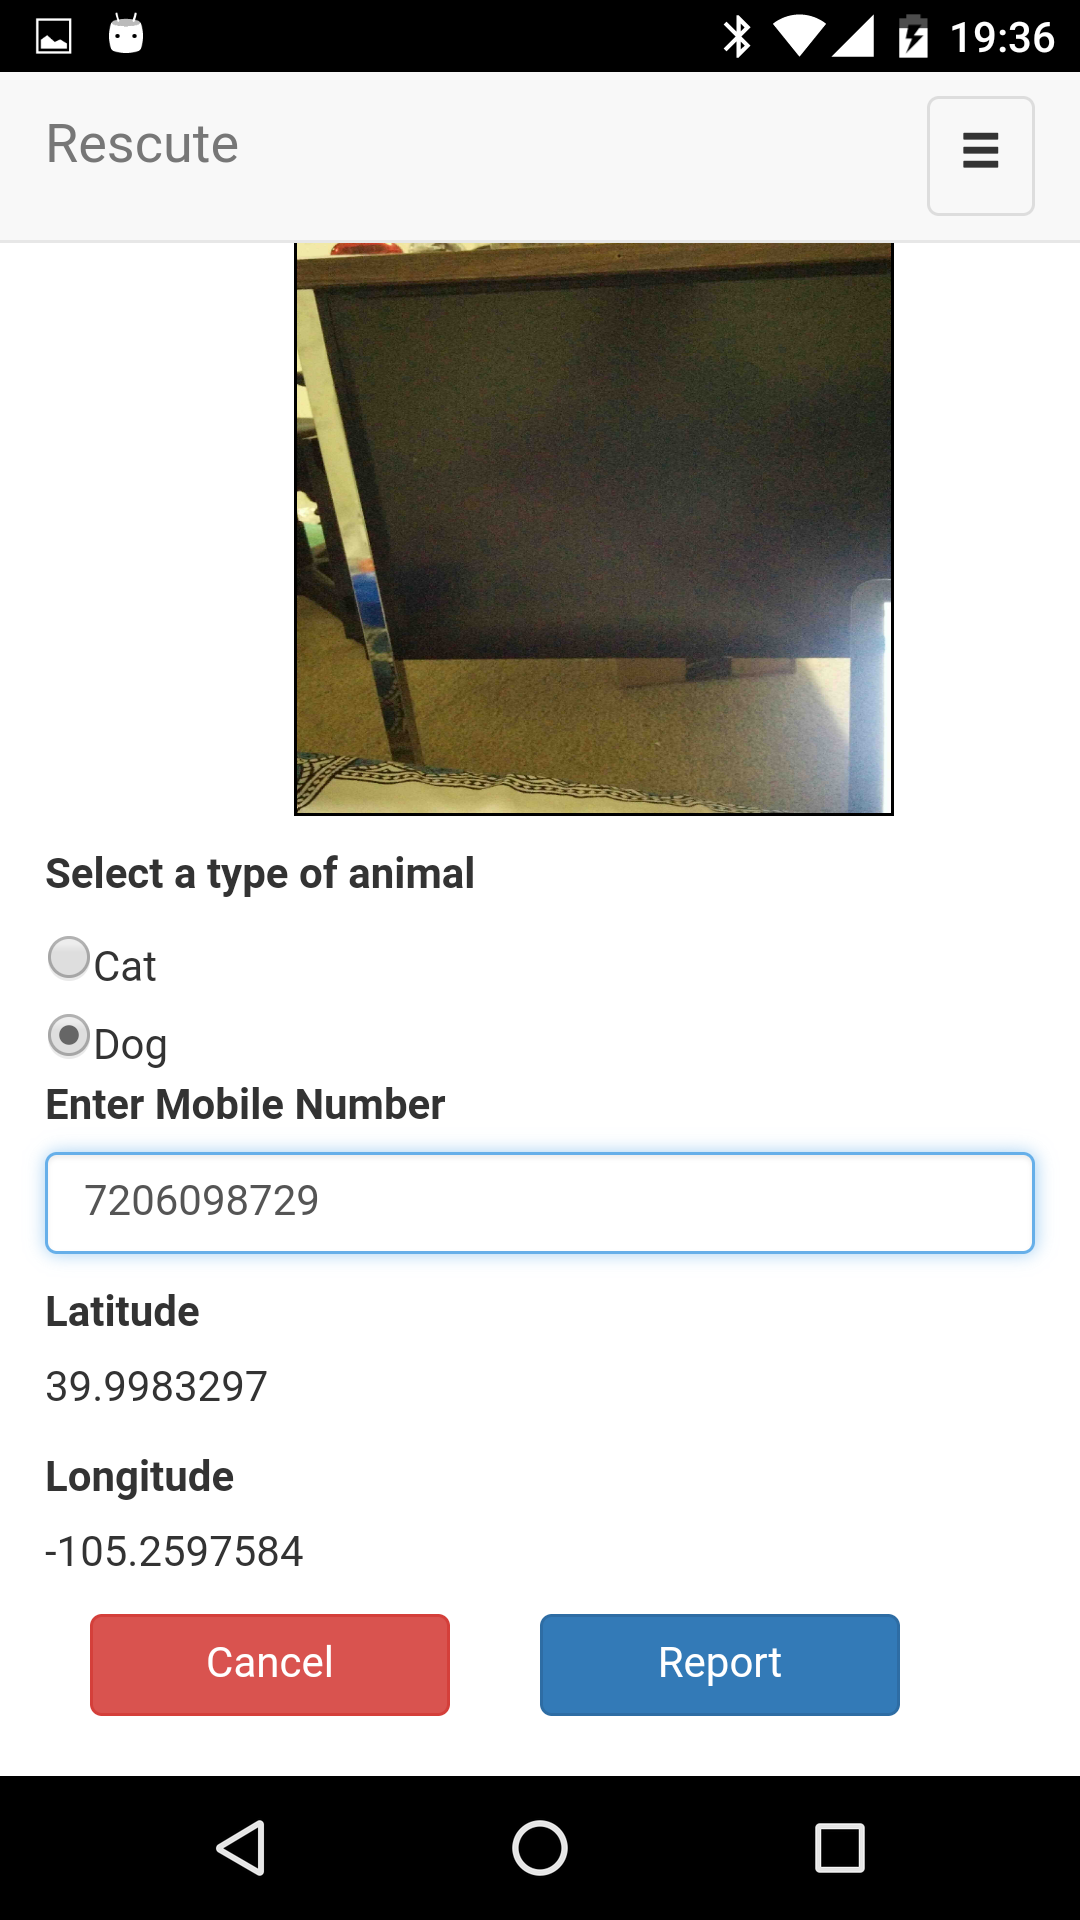 19:36
Rescute
Select a type of animal
Cat
Dog
Enter Mobile Number
7206098729
Latitude
39.9983297
Longitude
-105.2597584
Cancel
Report